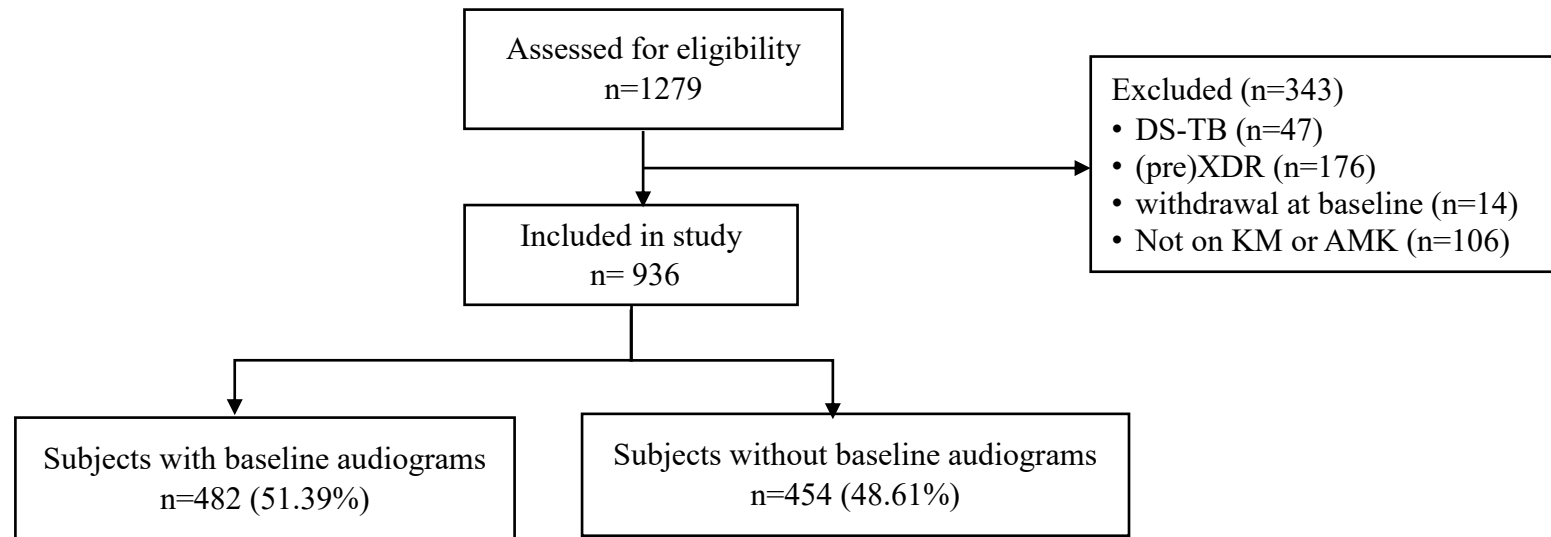 Assessed for eligibility
n=1279
Excluded (n=343)
• DS-TB (n=47)
• (pre)XDR (n=176)
• withdrawal at baseline (n=14)
• Not on KM or AMK (n=106)
Included in study
n= 936
Subjects with baseline audiograms
n=482 (51.39%)
Subjects without baseline audiograms
n=454 (48.61%)